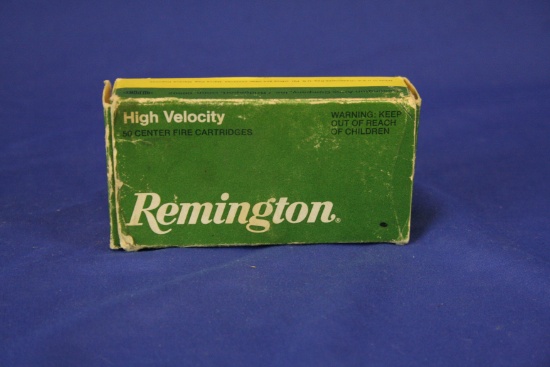 High Velocity
50 CENTER FIRE CARTRIDGES
WARNING: KEEP
OUT OF REACH
OF CHILDREN
Remington®